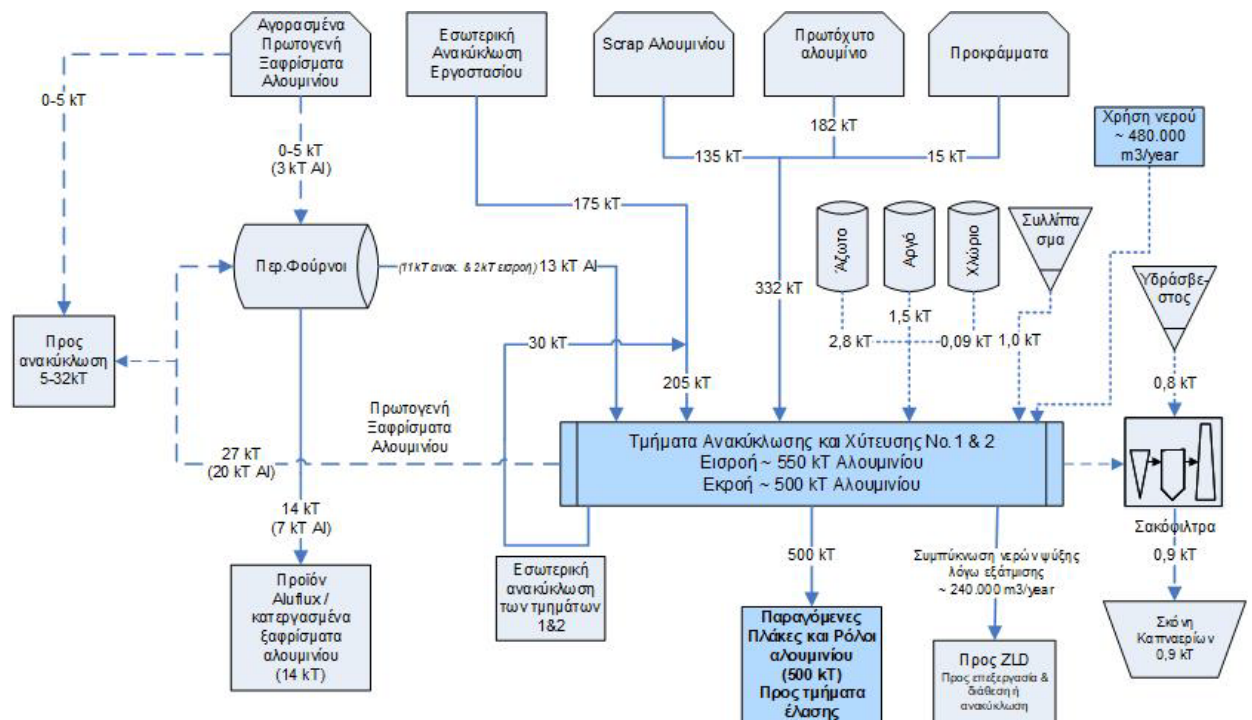 Αγορασμένα
Πρωτογενή
Ξαφρίσματα
Αλουμινίου
Εσωτερική
Ανακύκλωση
Εργοστασίου
Scrap Αλουμινίου
Πρωτόχυτο
αλουμίνιο
Προκράμματα
0-5 kT
0-5 kT
(3 kT Al)
182 kT
135 kT
15 kT
Χρήση νερού
~ 480.000
m3/year
175 kT
Άζωτο
Αργό
Χλώριο
Συλλίπα
σμα
Περ.Φούρνοι
(11kT ανακ. & 2kT εισροή) 13 kT Al
332 kT
Υδράσβε-
στος
2,8 kT
1,5 kT
0,09 kT
1,0 kT
Προς
ανακύκλωση
5-32kT
30 kT
205 kT
0,8 kT
Πρωτογενή
Ξαφρίσματα
Αλουμινίου
27 kT
(20 kT Al)
Τμήματα Ανακύκλωσης και Χύτευσης No.1 & 2
Εισροή ~ 550 kT Αλουμινίου
Εκροή ~ 500 kT Αλουμινίου
14 kT
(7 kT Al)
Σακόφιλτρα
0,9 kT
500 kT
Συμπύκνωση νερών ψύξης
λόγω εξάτμισης
~ 240.000 m3/year
Εσωτερική
ανακύκλωση
των τμημάτων
1&2
Προϊόν
Aluflux /
κατεργασμένα
ξαφρίσματα
αλουμινίου
(14 kT)
Παραγόμενες
Πλάκες και Ρόλοι
αλουμινίου
(500 kT)
Προς τμήματα
έλασης
Προς ZLD
Προς επεξεργασία &
διάθεση ή
ανακύκλωση
Σκόνη
Καπναερίων
0,9 kT